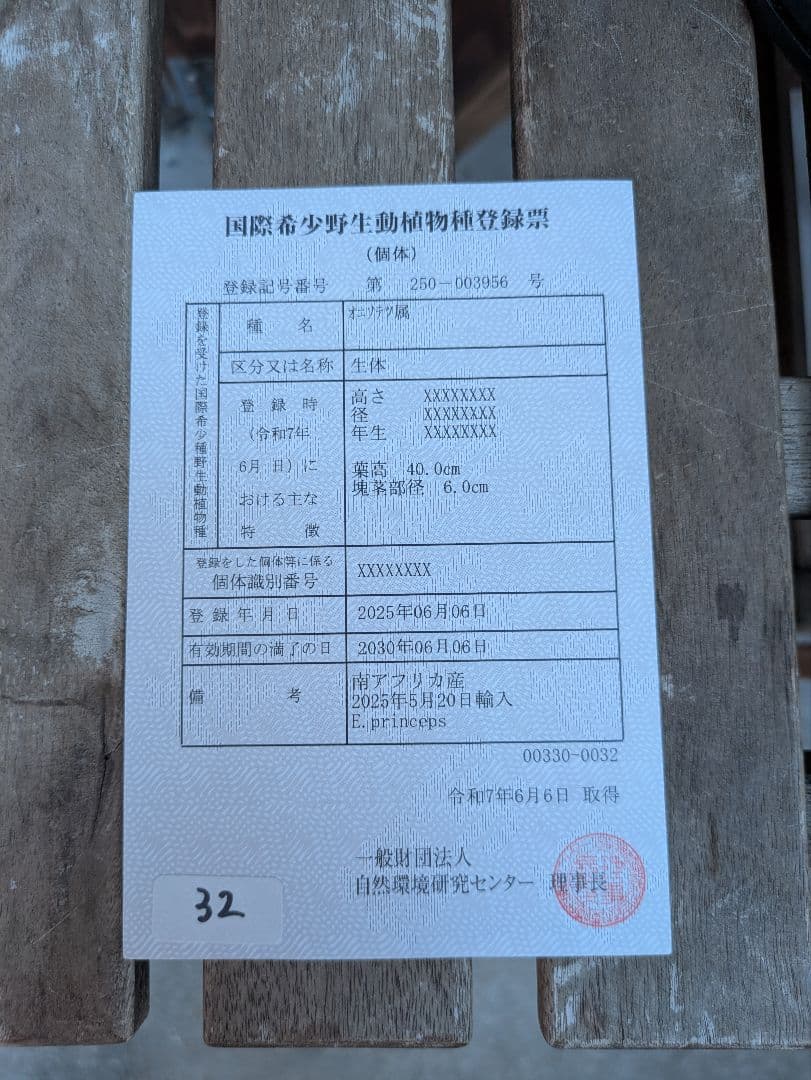 国際希少野生動植物種登録票
(個体)
登録記号番号 第 250-003956 号
登録を受けた国際希少種野生動植物種
種 名 オニソテツ属
区分又は名称 生体
登 録 時
(令和7年
6月 日)に
おける主な
特 徴
高さ XXXXXXXX
径 XXXXXXXX
年生 XXXXXXXX
葉高 40.0cm
塊茎部径 6.0cm
登録をした個体等に係る
個体識別番号 XXXXXXXX
登 録 年 月 日 2025年06月06日
有効期間の満了の日 2030年06月06日
備 考
南アフリカ産
2025年5月20日輸入
E.princeps
00330-0032
令和7年6月6日 取得
一般財団法人
自然環境研究センター 理事長
32